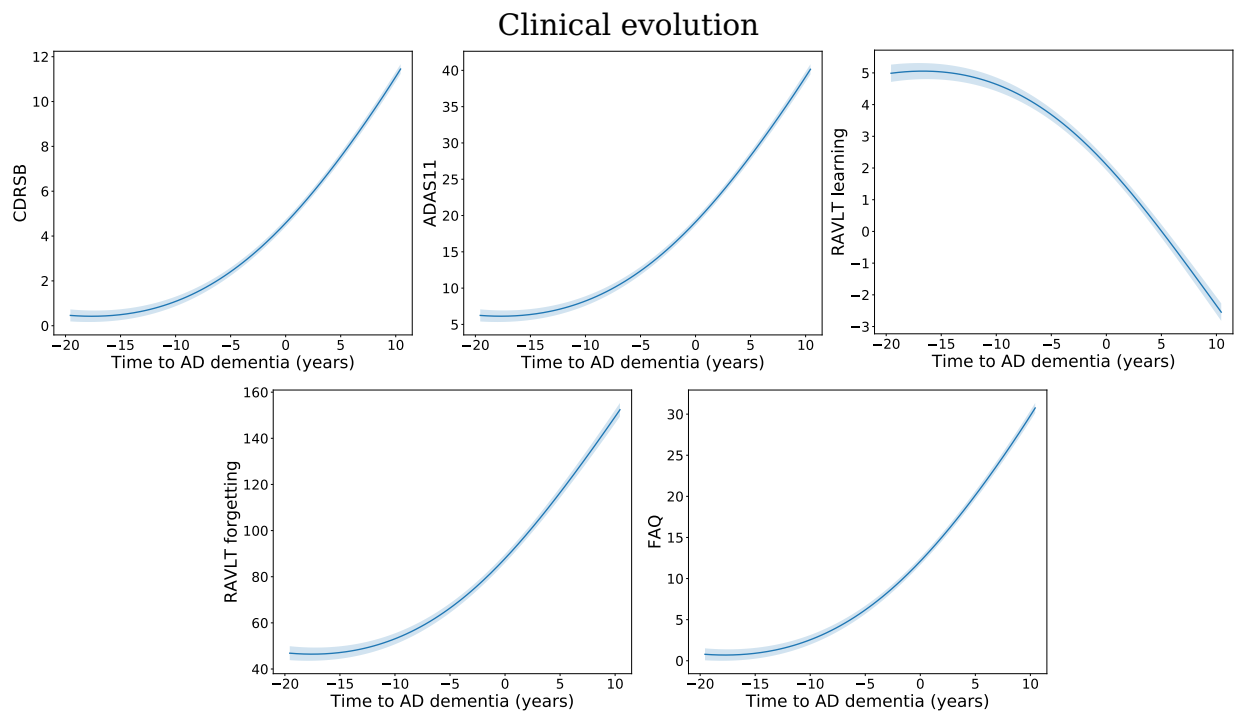 Clinical evolution
CDRSB
12
10
8
6
4
2
0
−20 −15 −10 −5 0 5 10
Time to AD dementia (years)
ADAS11
40
35
30
25
20
15
10
5
−20 −15 −10 −5 0 5 10
Time to AD dementia (years)
RAVLT learning
5
4
3
2
1
0
−1
−2
−3
−20 −15 −10 −5 0 5 10
Time to AD dementia (years)
RAVLT forgetting
160
140
120
100
80
60
40
−20 −15 −10 −5 0 5 10
Time to AD dementia (years)
FAQ
30
25
20
15
10
5
0
−20 −15 −10 −5 0 5 10
Time to AD dementia (years)